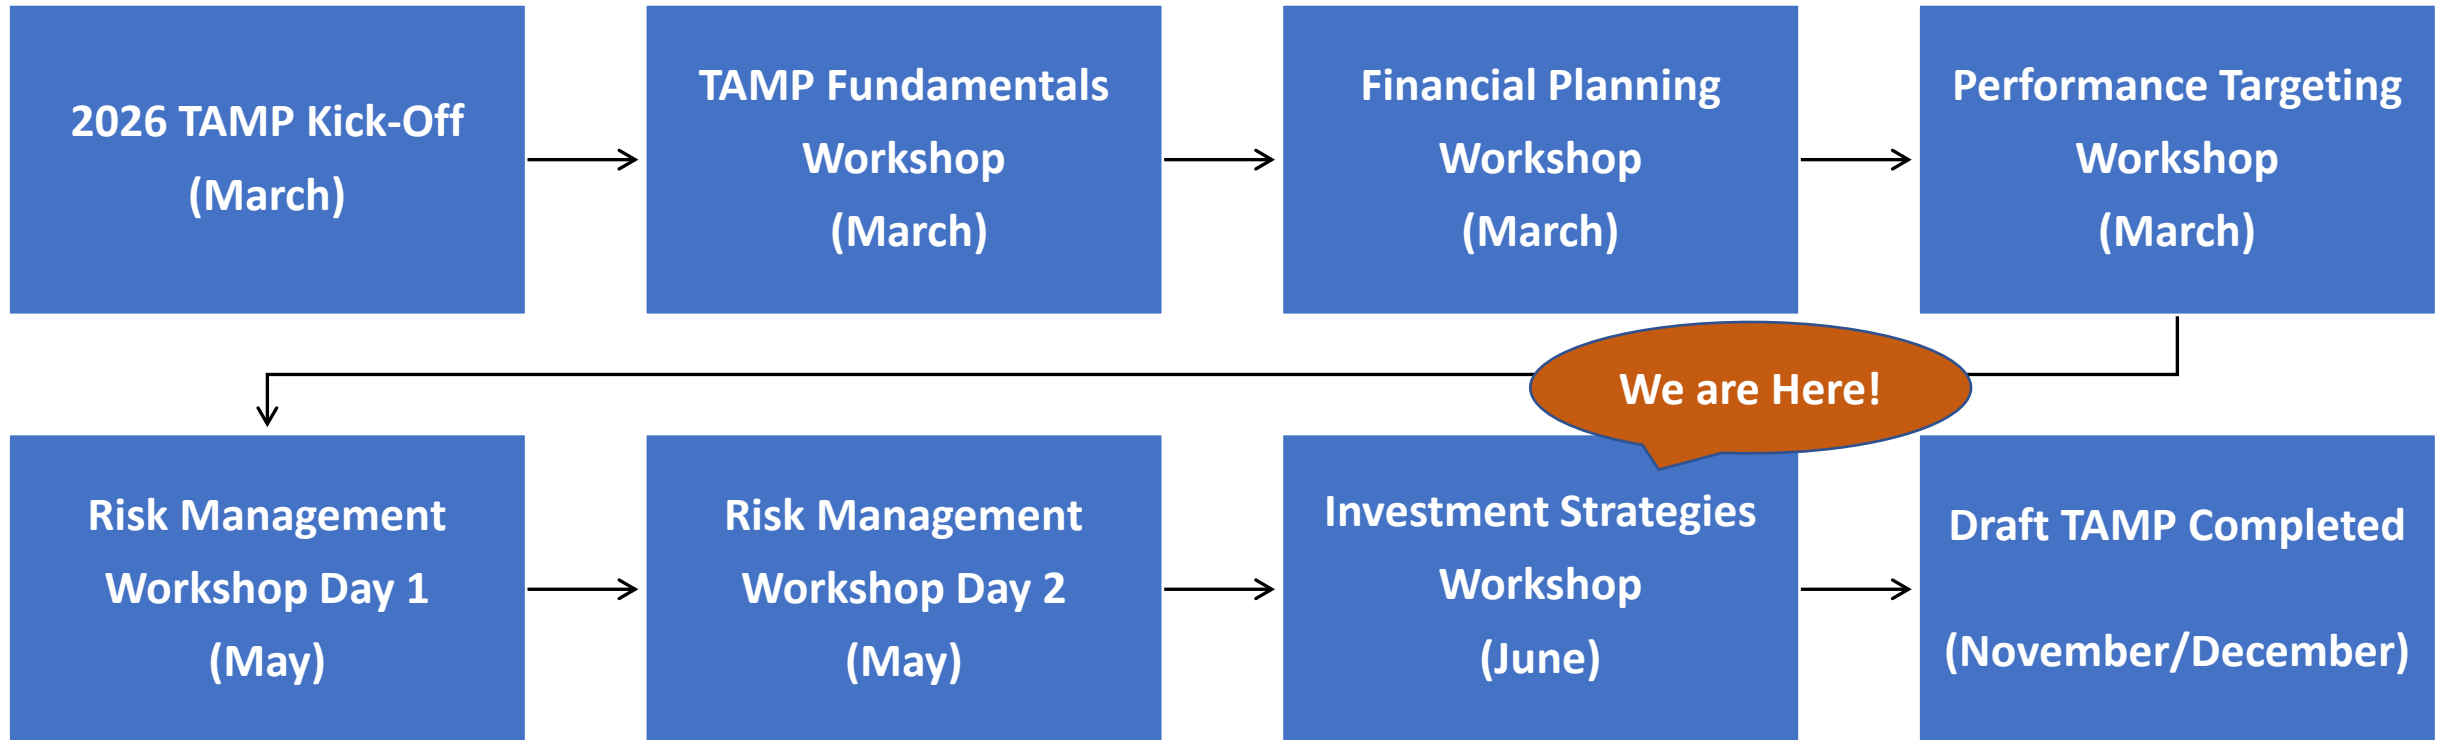 2026 TAMP Kick-Off
(March)
TAMP Fundamentals
Workshop
(March)
Financial Planning
Workshop
(March)
Performance Targeting
Workshop
(March)
We are Here!
Risk Management
Workshop Day 1
(May)
Risk Management
Workshop Day 2
(May)
Investment Strategies
Workshop
(June)
Draft TAMP Completed
(November/December)